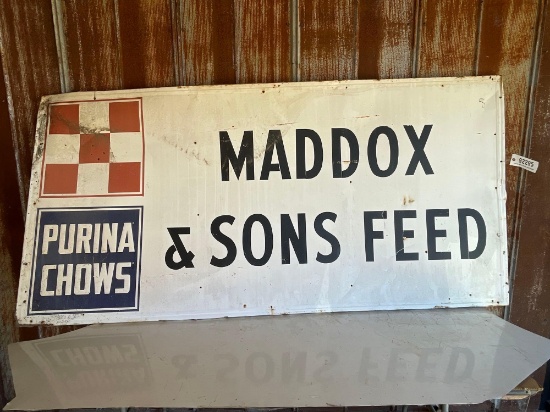 MADDOX
& SONS FEED
PURINA
CHOWS